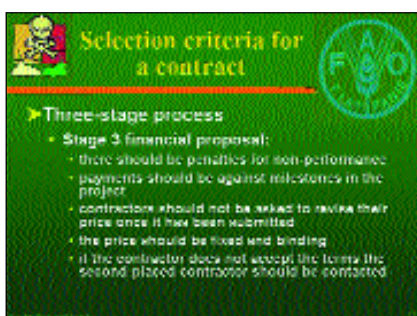 Selection criteria for
a contract
F A O
FIAT PANIS
Three-stage process
Stage 3 financial proposal:
there should be penalties for non-performance
payments should be against milestones in the
project
contractors should not be asked to revise their
price once it has been submitted
the price should be fixed and binding
if the contractor does not accept the terms the
second placed contractor should be contacted